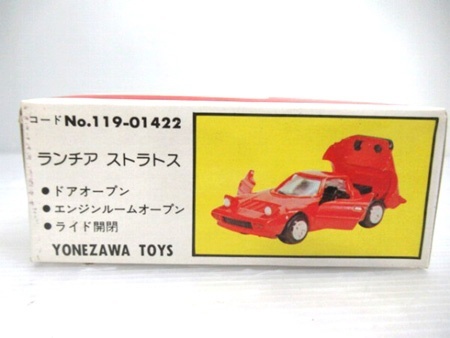 コード No.119-01422
ランチア ストラトス
● ドアオープン
● エンジンルームオープン
● ライド開閉
YONEZAWA TOYS